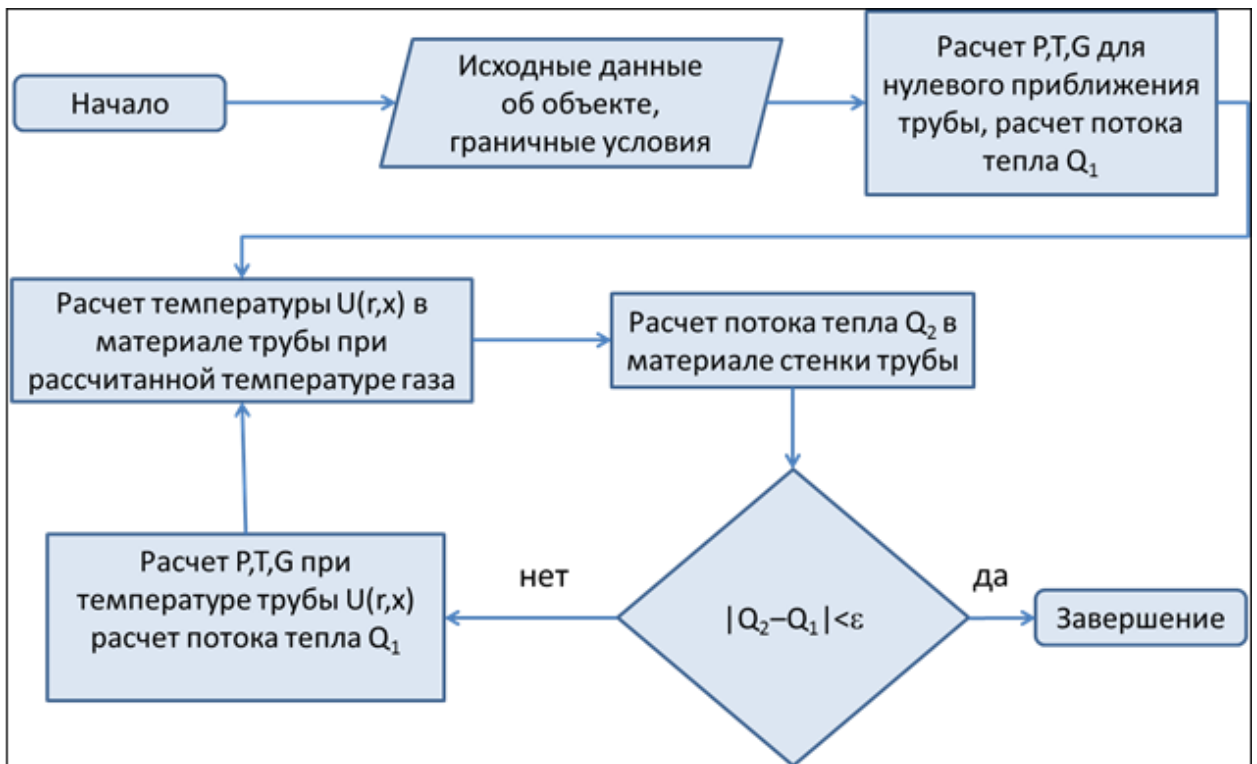 Начало
Исходные данные
об объекте,
граничные условия
Расчет P,T,G для
нулевого приближения
трубы, расчет потока
тепла Q₁
Расчет температуры U(r,x) в
материале трубы при
рассчитанной температуре газа
Расчет потока тепла Q₂ в
материале стенки трубы
Расчет P,T,G при
температуре трубы U(r,x)
расчет потока тепла Q₁
нет
|Q₂–Q₁|<ε
да
Завершение